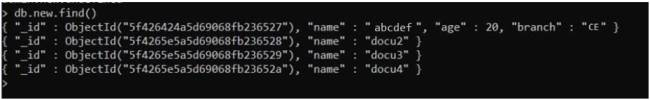 > db.new.find()
{ "_id" : ObjectId("5f426424a5d69068fb236527"), "name" : "abcdef", "age" : 20, "branch" : "CE" }
{ "_id" : ObjectId("5f4265e5a5d69068fb236528"), "name" : "docu2" }
{ "_id" : ObjectId("5f4265e5a5d69068fb236529"), "name" : "docu3" }
{ "_id" : ObjectId("5f4265e5a5d69068fb23652a"), "name" : "docu4" }
>